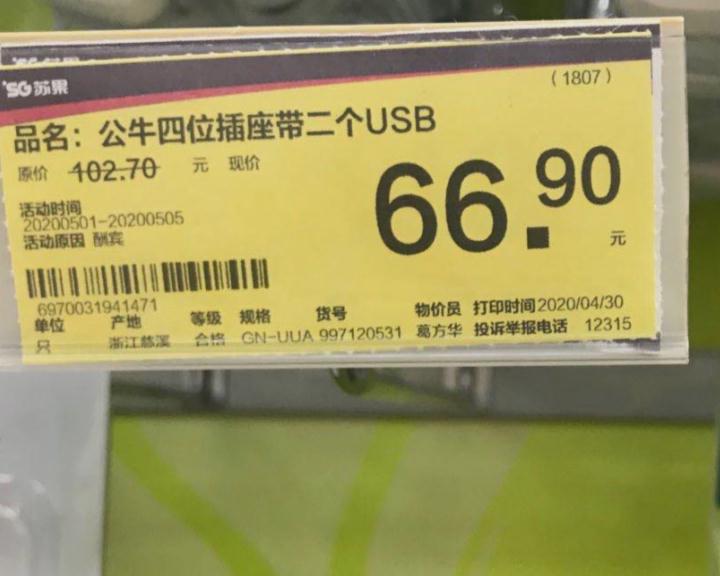 SG苏果
（1807）
品名：公牛四位插座带二个USB
原价 102.70 元 现价
66.90 元
活动时间
20200501-20200505
活动原因 酬宾
6970031941471
单位 产地 等级 规格 货号 物价员 打印时间2020/04/30
只 浙江慈溪 合格 GN-UUA 997120531 葛方华 投诉举报电话 12315